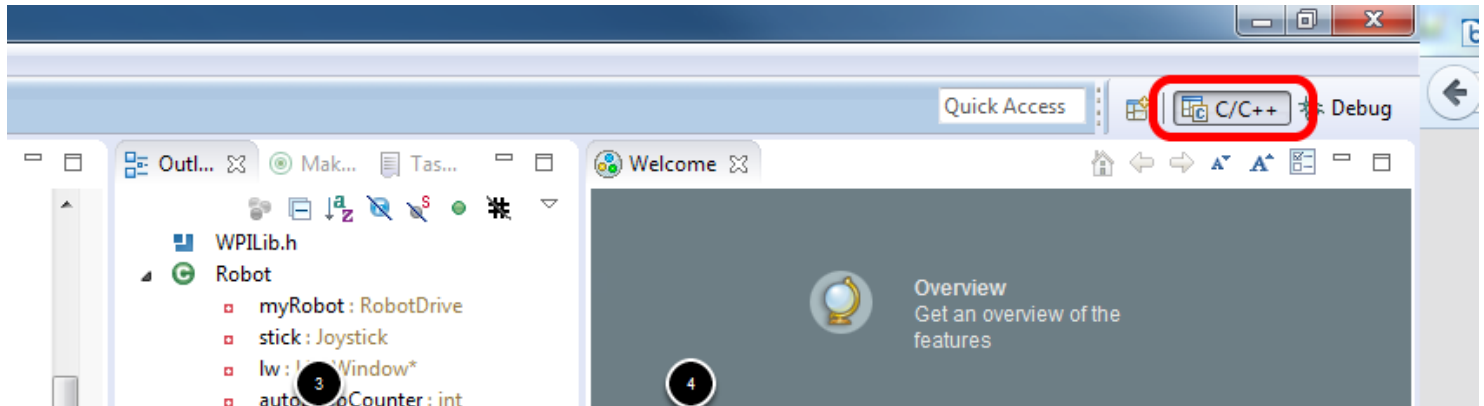 Quick Access
C/C++
Debug
Outl...
Mak...
Tas...
Welcome
WPILib.h
Robot
myRobot : RobotDrive
stick : Joystick
lw : Window*
Counter : int
Overview
Get an overview of the
features
3
4